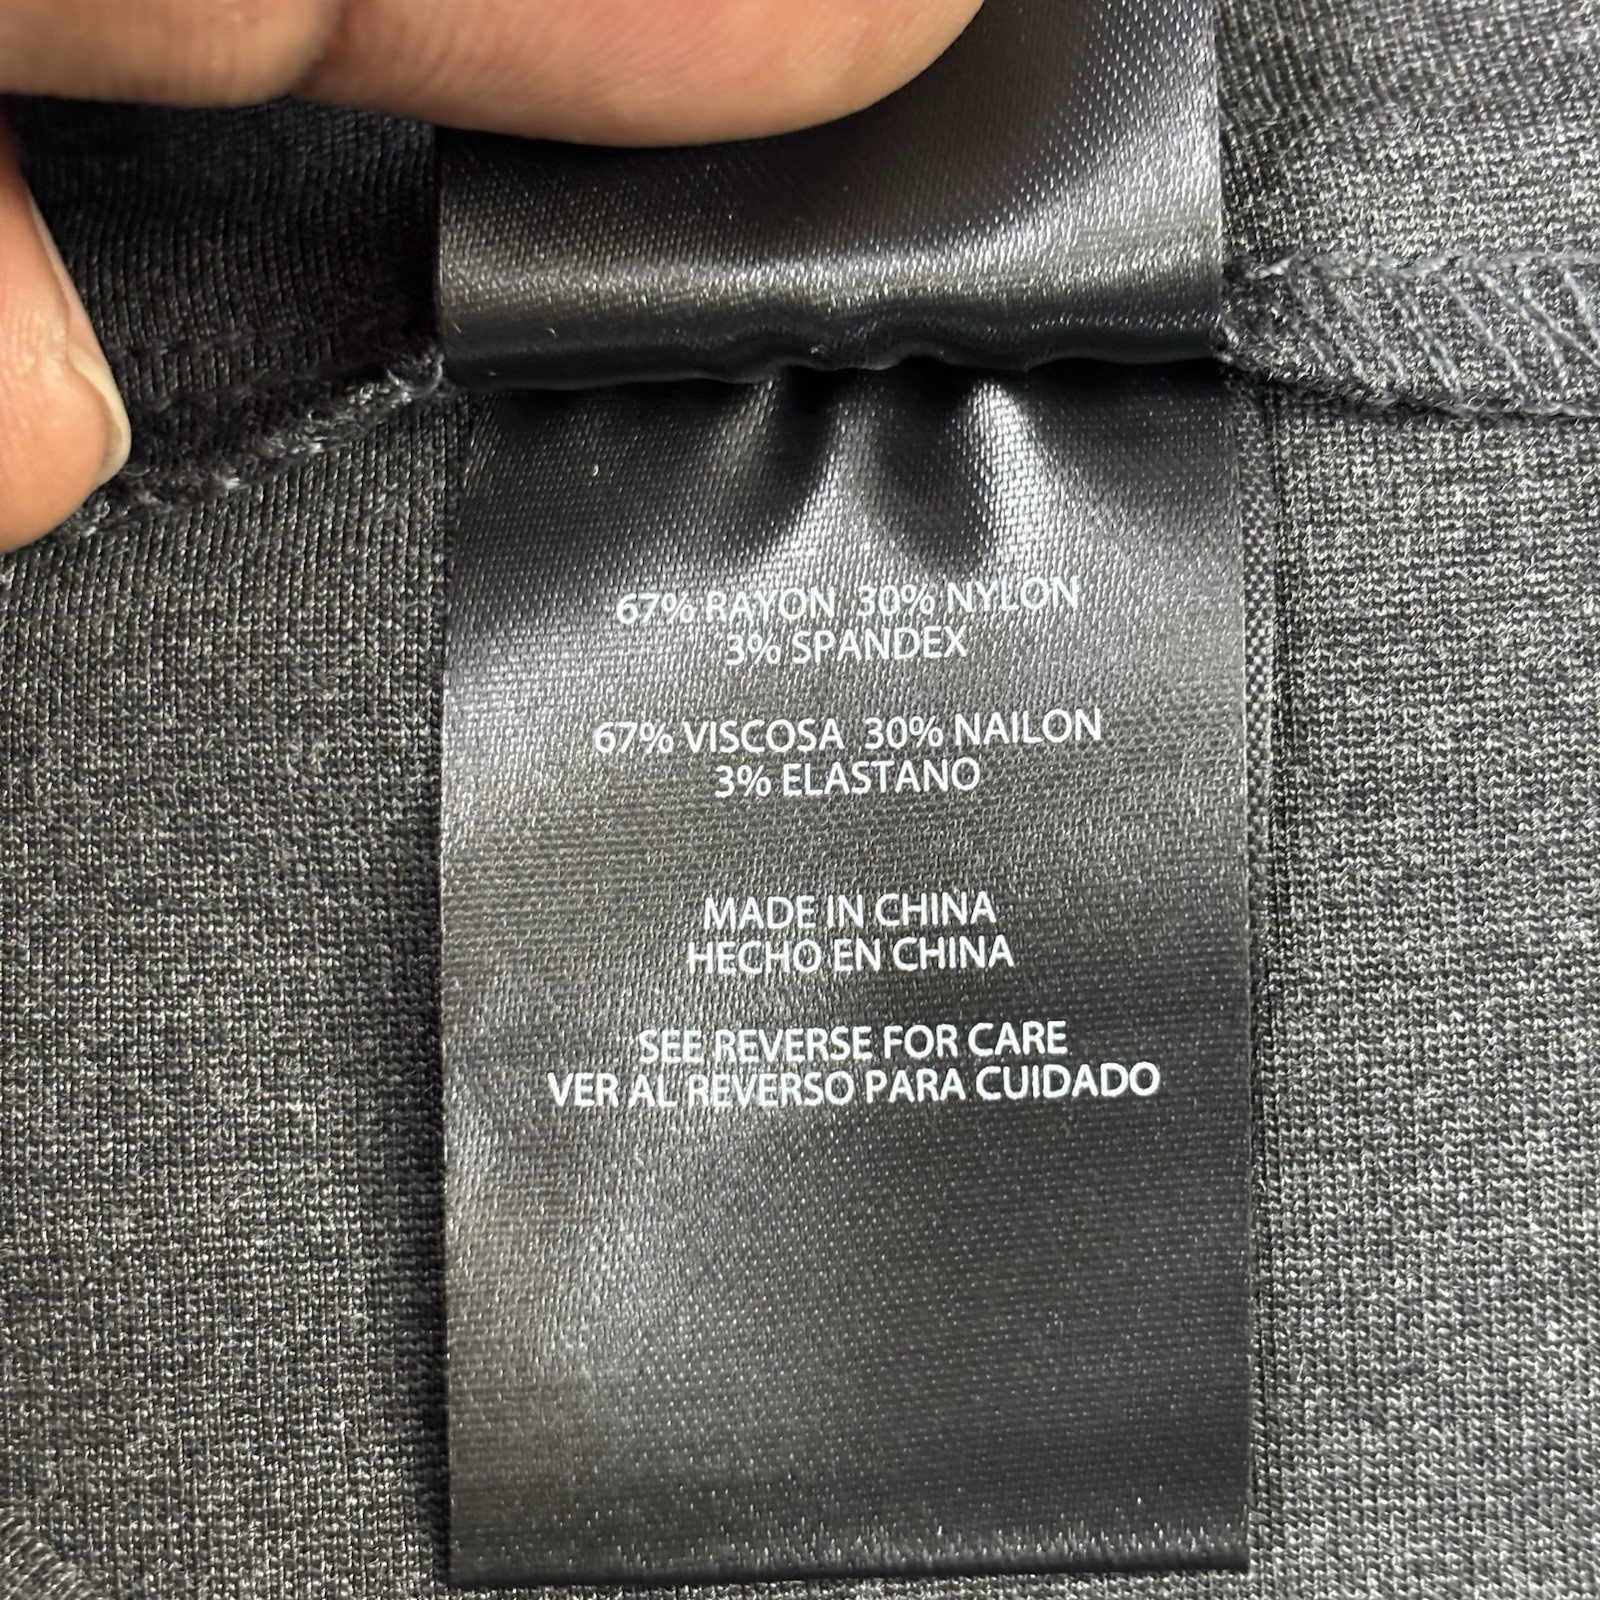 67% RAYON 30% NYLON
3% SPANDEX
67% VISCOSA 30% NAILON
3% ELASTANO
MADE IN CHINA
HECHO EN CHINA
SEE REVERSE FOR CARE
VER AL REVERSO PARA CUIDADO